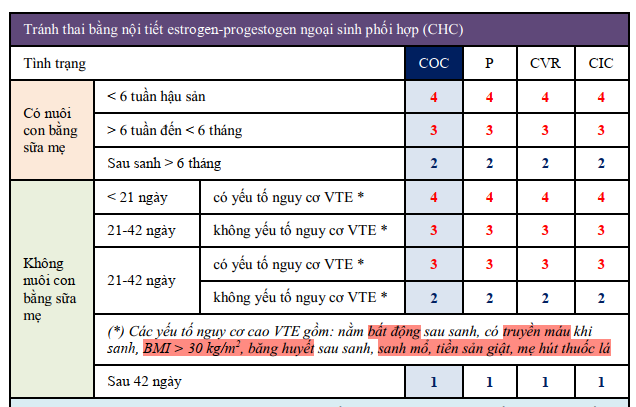 Tránh thai bằng nội tiết estrogen-progestogen ngoại sinh phối hợp (CHC)
Tình trạng COC P CVR CIC
Có nuôi con bằng sữa mẹ
< 6 tuần hậu sản 4 4 4 4
> 6 tuần đến < 6 tháng 3 3 3 3
Sau sanh > 6 tháng 2 2 2 2
Không nuôi con bằng sữa mẹ
< 21 ngày có yếu tố nguy cơ VTE * 4 4 4 4
21-42 ngày không yếu tố nguy cơ VTE * 3 3 3 3
21-42 ngày có yếu tố nguy cơ VTE * 3 3 3 3
không yếu tố nguy cơ VTE * 2 2 2 2
(*) Các yếu tố nguy cơ cao VTE gồm: nằm bất động sau sanh, có truyền máu khi
sanh, BMI > 30 kg/m², băng huyết sau sanh, sanh mổ, tiền sản giật, mẹ hút thuốc lá
Sau 42 ngày 1 1 1 1